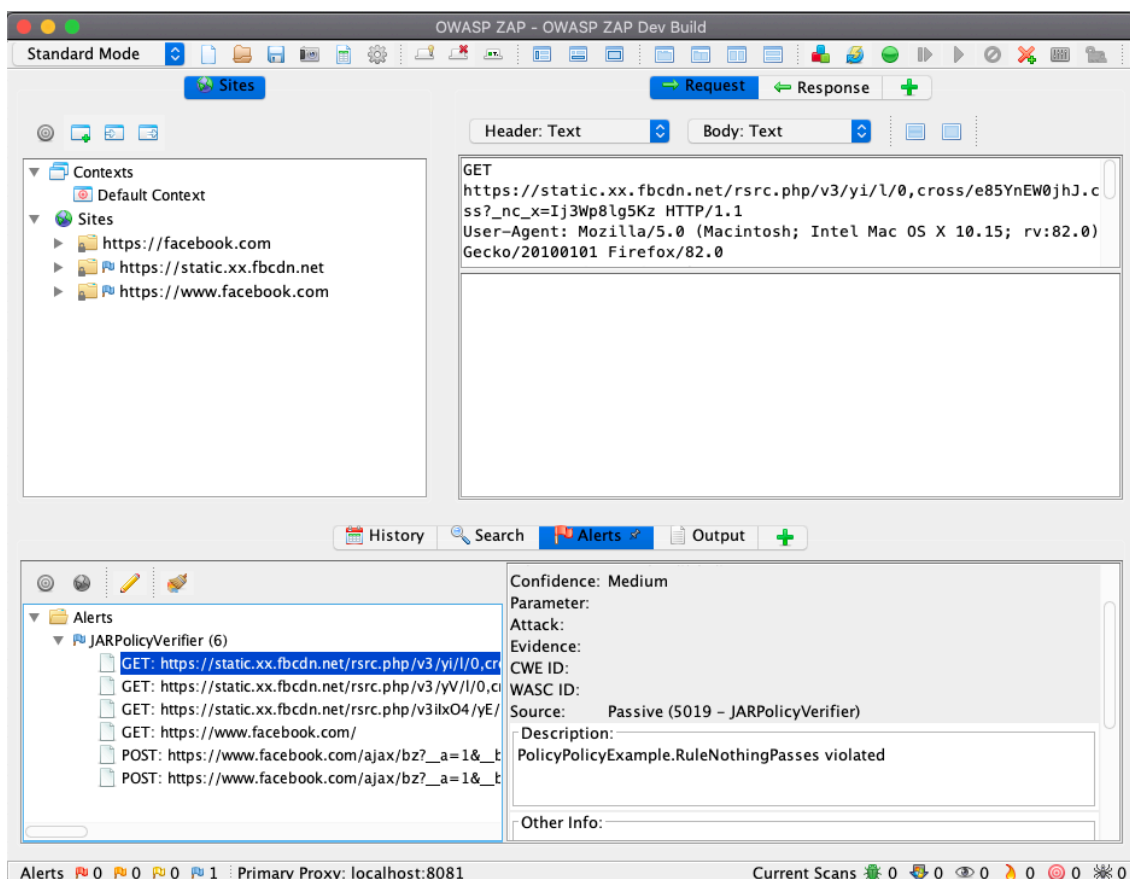 OWASP ZAP - OWASP ZAP Dev Build
Standard Mode
Sites
Request
Response
Header: Text
Body: Text
Contexts
Default Context
Sites
https://facebook.com
https://static.xx.fbcdn.net
https://www.facebook.com
GET
https://static.xx.fbcdn.net/rsrc.php/v3/yi/l/0,cross/e85YnEW0jhJ.c
ss?_nc_x=Ij3Wp8lg5Kz HTTP/1.1
User-Agent: Mozilla/5.0 (Macintosh; Intel Mac OS X 10.15; rv:82.0)
Gecko/20100101 Firefox/82.0
History
Search
Alerts
Output
Alerts
JARPolicyVerifier (6)
GET: https://static.xx.fbcdn.net/rsrc.php/v3/yi/l/0,cr
GET: https://static.xx.fbcdn.net/rsrc.php/v3/yV/l/0,c
GET: https://static.xx.fbcdn.net/rsrc.php/v3iIxO4/yE/
GET: https://www.facebook.com/
POST: https://www.facebook.com/ajax/bz?__a=1&__b
POST: https://www.facebook.com/ajax/bz?__a=1&__b
Confidence: Medium
Parameter:
Attack:
Evidence:
CWE ID:
WASC ID:
Source: Passive (5019 - JARPolicyVerifier)
Description:
PolicyPolicyExample.RuleNothingPasses violated
Other Info:
Alerts 0 0 0 1 Primary Proxy: localhost:8081
Current Scans 0 0 0 0 0 0